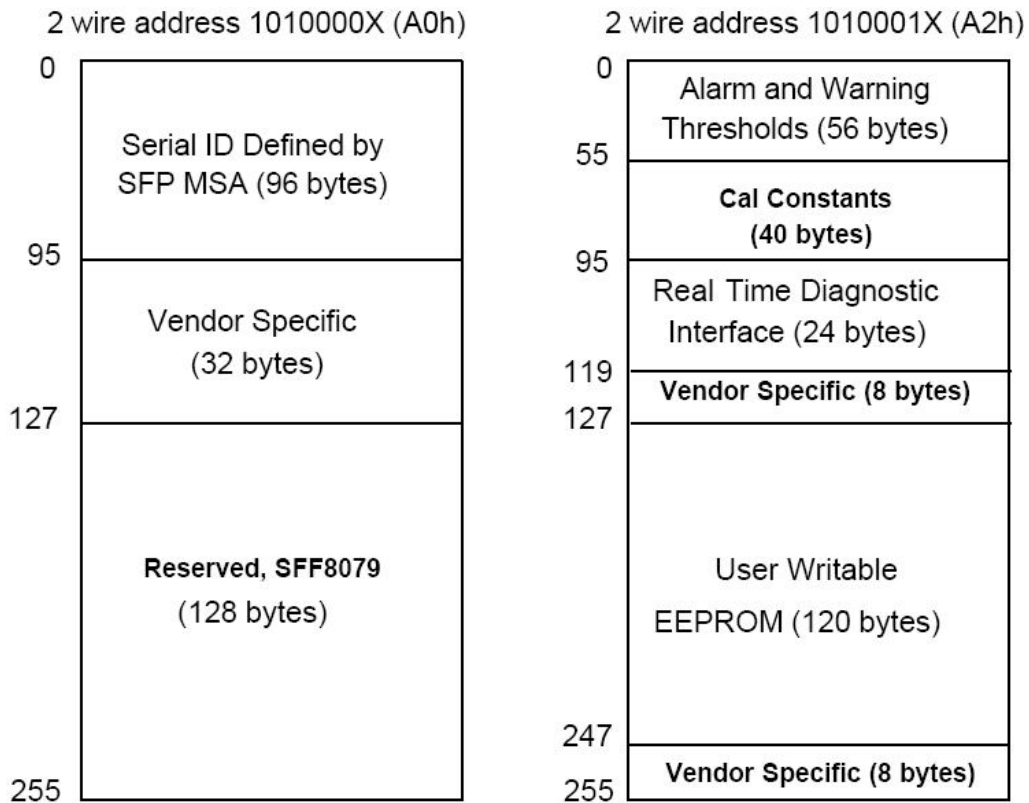 2 wire address 1010000X (A0h)
0
Serial ID Defined by
SFP MSA (96 bytes)
95
Vendor Specific
(32 bytes)
127
Reserved, SFF8079
(128 bytes)
255
2 wire address 1010001X (A2h)
0
Alarm and Warning
Thresholds (56 bytes)
55
Cal Constants
(40 bytes)
95
Real Time Diagnostic
Interface (24 bytes)
119
Vendor Specific (8 bytes)
127
User Writable
EEPROM (120 bytes)
247
Vendor Specific (8 bytes)
255